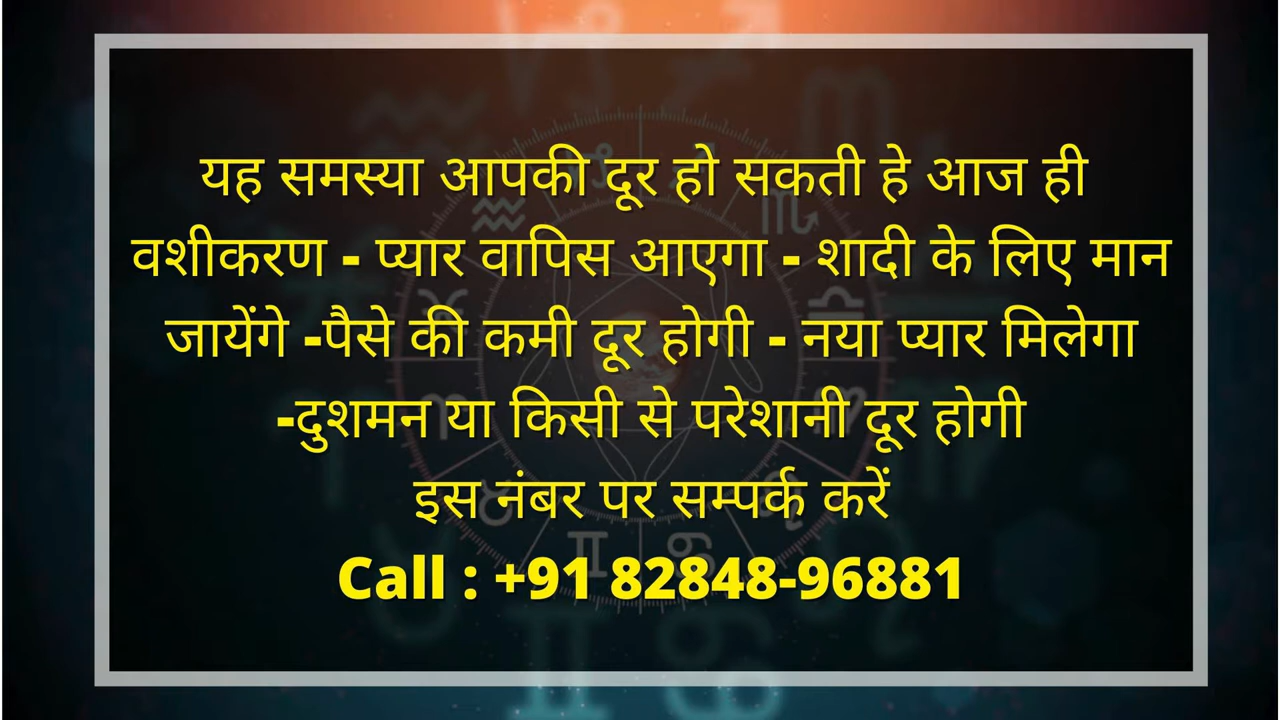 यह समस्या आपकी दूर हो सकती हे आज ही
वशीकरण - प्यार वापिस आएगा - शादी के लिए मान
जायेंगे -पैसे की कमी दूर होगी - नया प्यार मिलेगा
-दुशमन या किसी से परेशानी दूर होगी
इस नंबर पर सम्पर्क करें
Call : +91 82848-96881